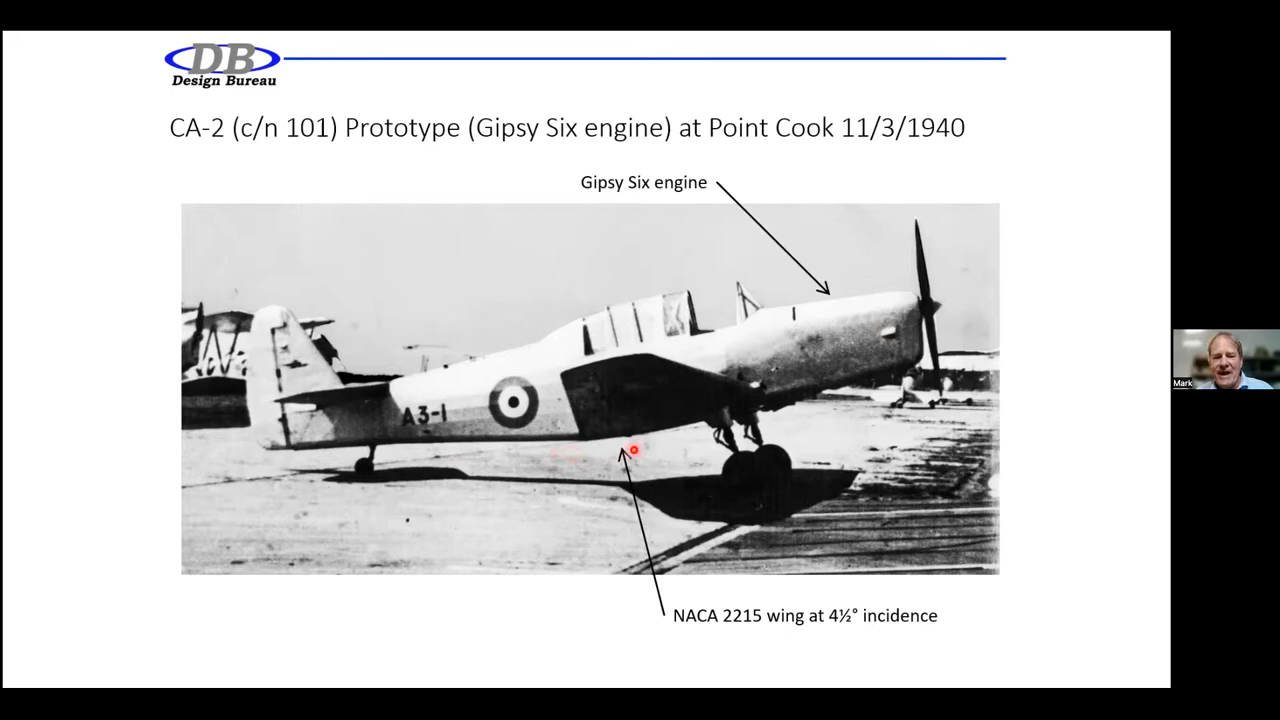 DB
Design Bureau
CA-2 (c/n 101) Prototype (Gipsy Six engine) at Point Cook 11/3/1940
Gipsy Six engine
A3-1
Mark
NACA 2215 wing at 4½° incidence